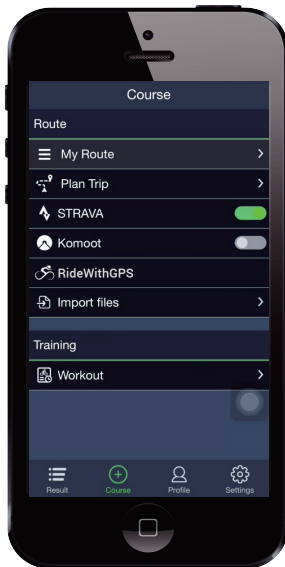 Course
Route
My Route
Plan Trip
STRAVA
Komoot
RideWithGPS
Import files
Training
Workout
Result Course Profile Settings